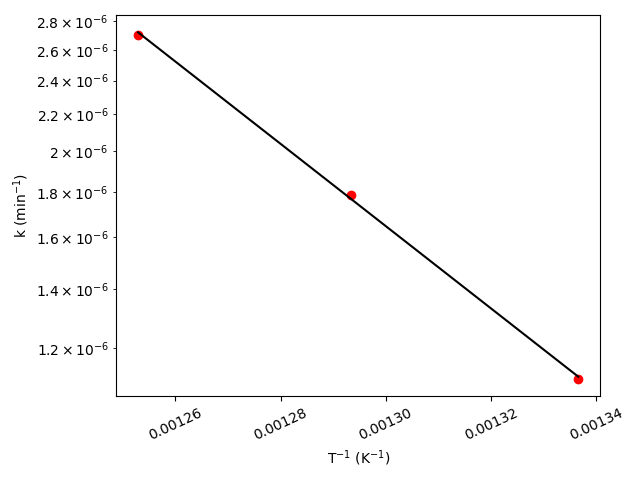 2.8 × 10⁻⁶
2.6 × 10⁻⁶
2.4 × 10⁻⁶
2.2 × 10⁻⁶
2 × 10⁻⁶
1.8 × 10⁻⁶
1.6 × 10⁻⁶
1.4 × 10⁻⁶
1.2 × 10⁻⁶
k (min⁻¹)
0.00126
0.00128
0.00130
0.00132
0.00134
T⁻¹ (K⁻¹)